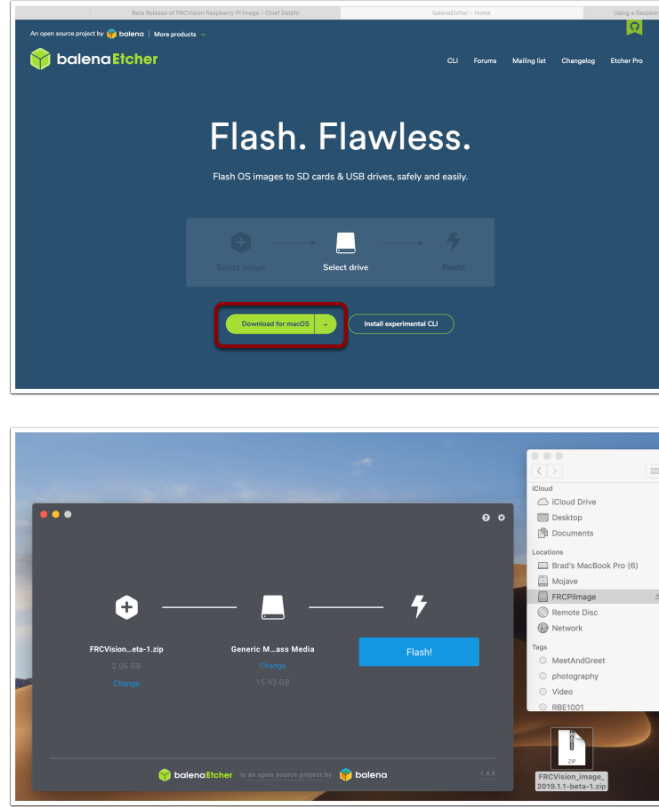 Beta Release of FRCVision Raspberry Pi Image - Chief Delphi
balenaEtcher - Home
Using a Raspber
An open source project by balena | More products
balenaEtcher
CLI Forums Mailing list Changelog Etcher Pro
Flash. Flawless.
Flash OS images to SD cards & USB drives, safely and easily.
Select image Select drive Flash!
Download for macOS
Install experimental CLI
iCloud
iCloud Drive
Desktop
Documents
Locations
Brad's MacBook Pro (6)
Mojave
FRCPiImage
Remote Disc
Network
Tags
MeetAndGreet
photography
Video
RBE1001
FRCVision...eta-1.zip
2.06 GB
Change
Generic M...ass Media
Change
15.93 GB
Flash!
balenaEtcher is an open source project by balena
1.4.9
ZIP
FRCVision_image_
2019.1.1-beta-1.zip